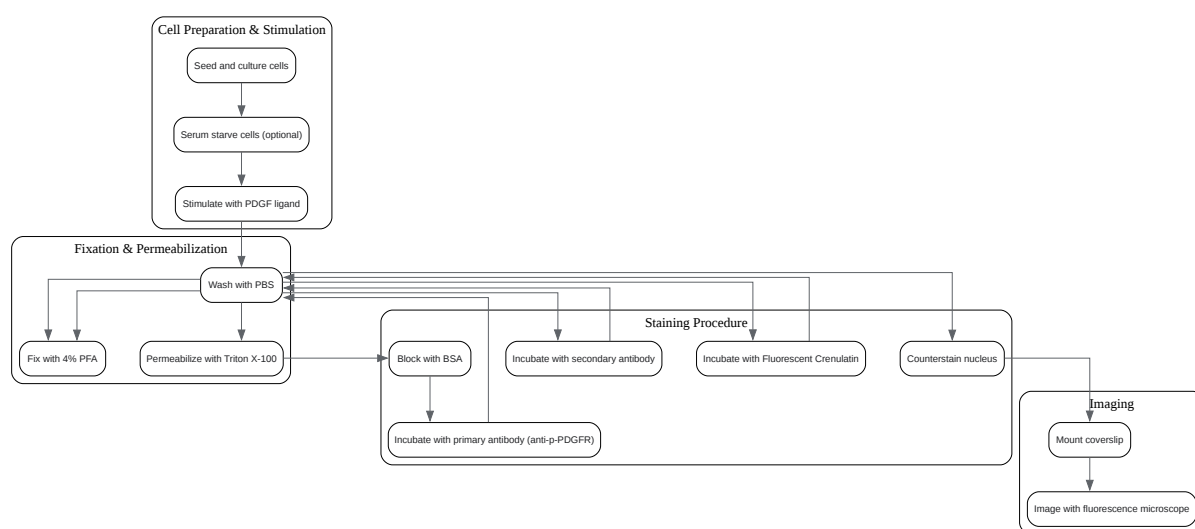 Cell Preparation & Stimulation
Seed and culture cells
Serum starve cells (optional)
Stimulate with PDGF ligand
Fixation & Permeabilization
Wash with PBS
Fix with 4% PFA
Permeabilize with Triton X-100
Staining Procedure
Block with BSA
Incubate with secondary antibody
Incubate with Fluorescent Crenulatin
Counterstain nucleus
Incubate with primary antibody (anti-p-PDGFR)
Imaging
Mount coverslip
Image with fluorescence microscope